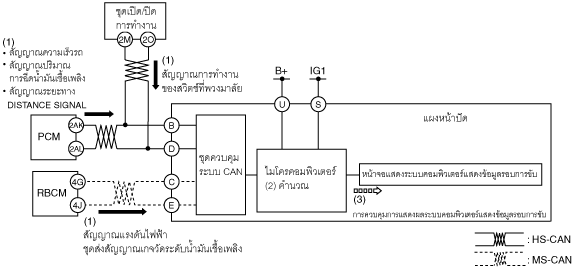 ชุดเปิด/ปิด
การทำงาน
2M
2O
(1)
• สัญญาณความเร็วรถ
• สัญญาณปริมาณ
การฉีดน้ำมันเชื้อเพลิง
• สัญญาณระยะทาง
DISTANCE SIGNAL
(1)
สัญญาณการทำงาน
ของสวิตช์ที่พวงมาลัย
B+
IG1
U
S
แผงหน้าปัด
PCM
2AK
2AL
B
D
ชุดควบคุม
ระบบ CAN
ไมโครคอมพิวเตอร์
(2) คำนวณ
หน้าจอแสดงระบบคอมพิวเตอร์แสดงข้อมูลรอบการขับ
(3)
การควบคุมการแสดงผลระบบคอมพิวเตอร์แสดงข้อมูลรอบการขับ
RBCM
4G
4J
C
E
(1)
สัญญาณแรงดันไฟฟ้า
ชุดส่งสัญญาณเกจวัดระดับน้ำมันเชื้อเพลิง
: HS-CAN
: MS-CAN